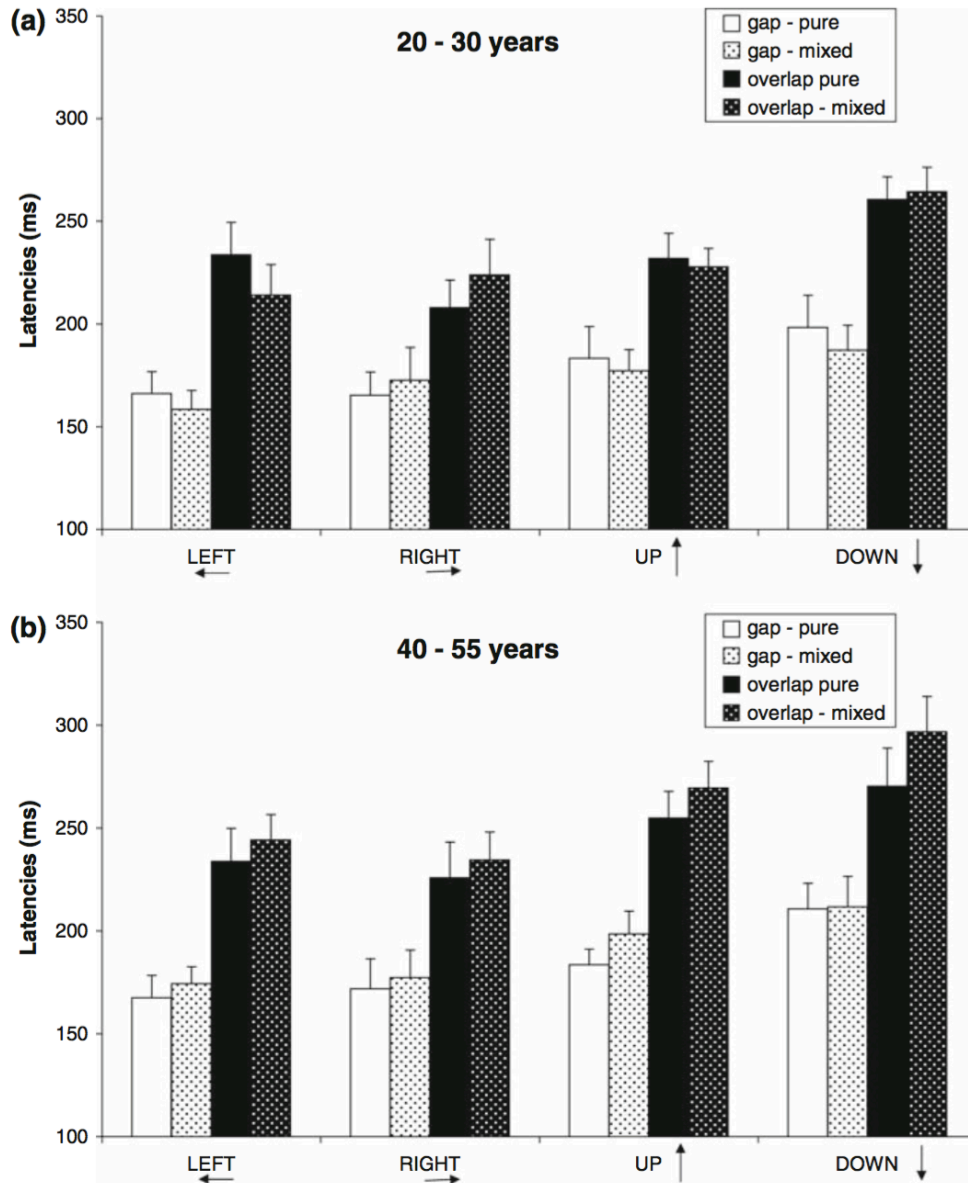 (a)
20 - 30 years
gap - pure
gap - mixed
overlap pure
overlap - mixed
Latencies (ms)
350
300
250
200
150
100
LEFT
RIGHT
UP
DOWN
(b)
40 - 55 years
gap - pure
gap - mixed
overlap pure
overlap - mixed
Latencies (ms)
350
300
250
200
150
100
LEFT
RIGHT
UP
DOWN